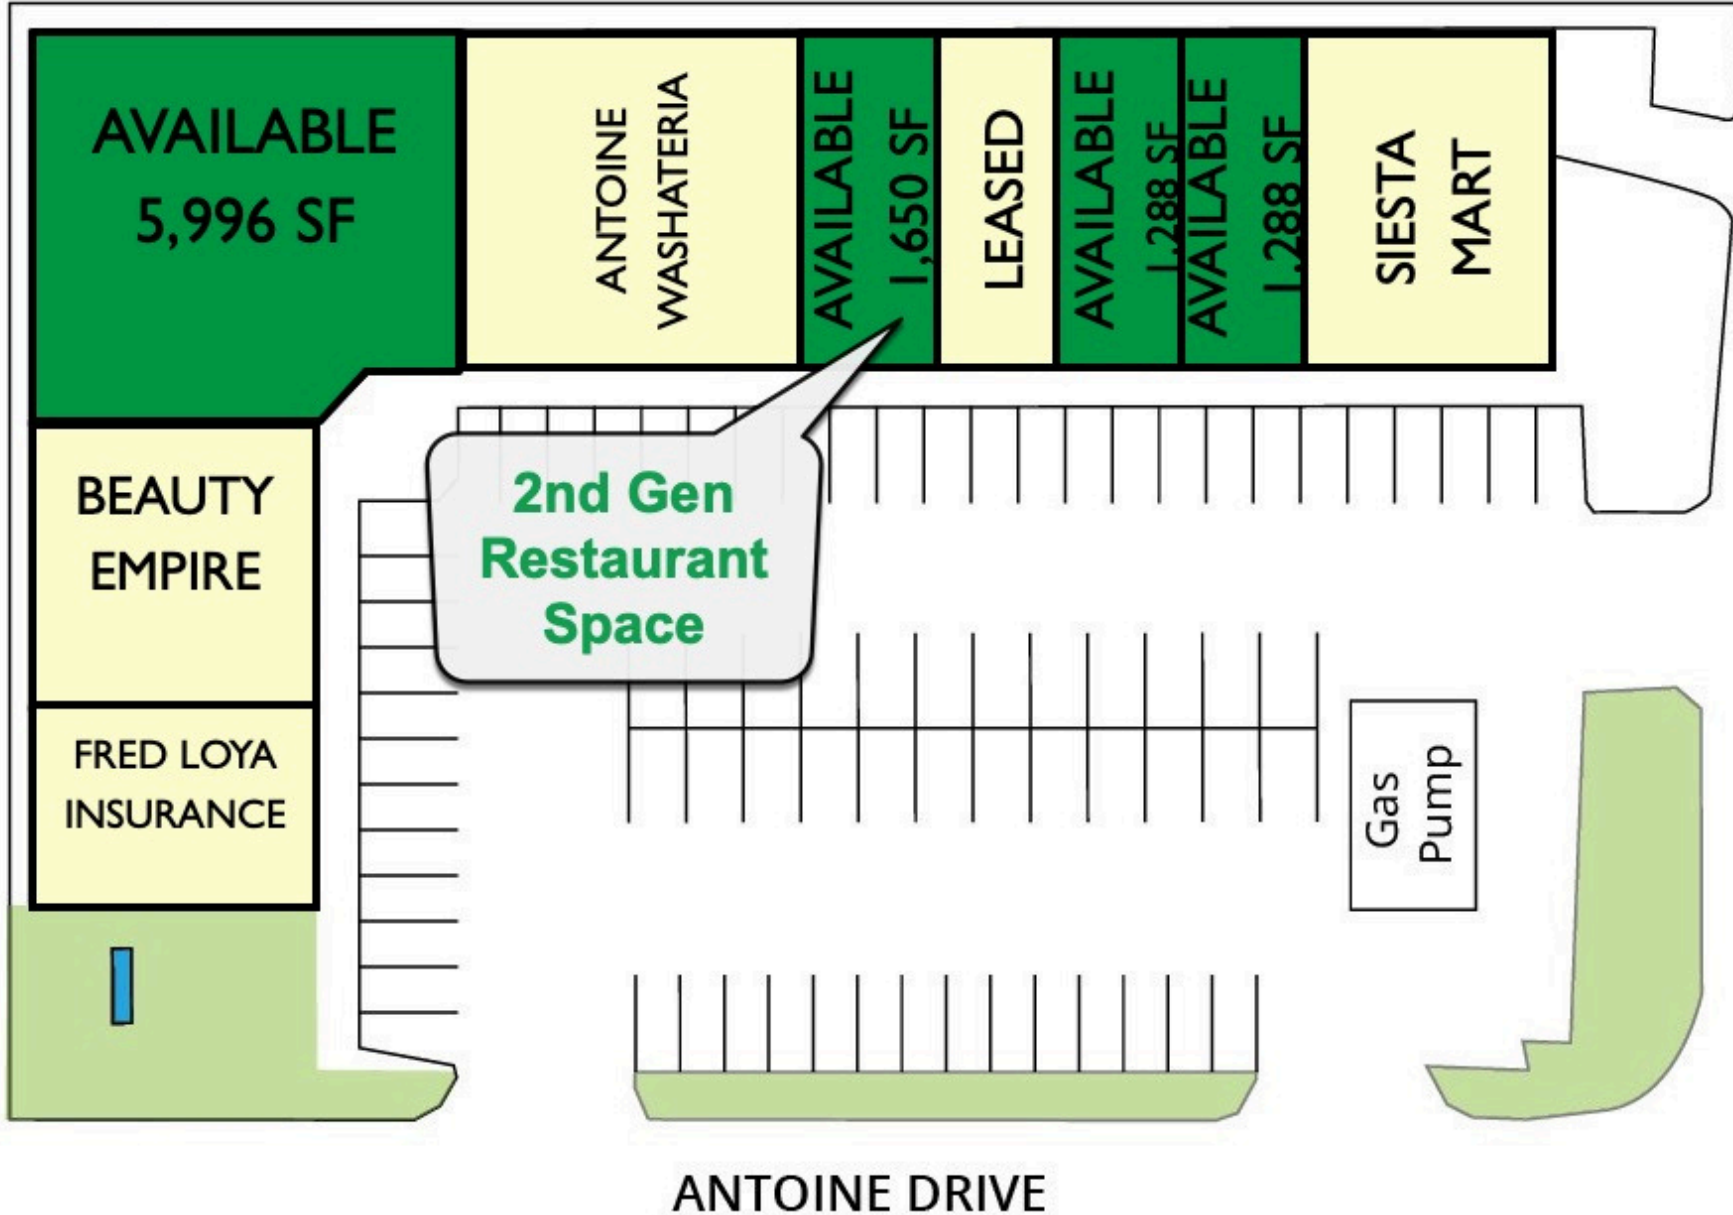 AVAILABLE
5,996 SF
ANTOINE
WASHATERIA
AVAILABLE
1,650 SF
LEASED
AVAILABLE
1,288 SF
AVAILABLE
1,288 SF
SIESTA
MART
2nd Gen
Restaurant
Space
BEAUTY
EMPIRE
FRED LOYA
INSURANCE
Gas
Pump
ANTOINE DRIVE